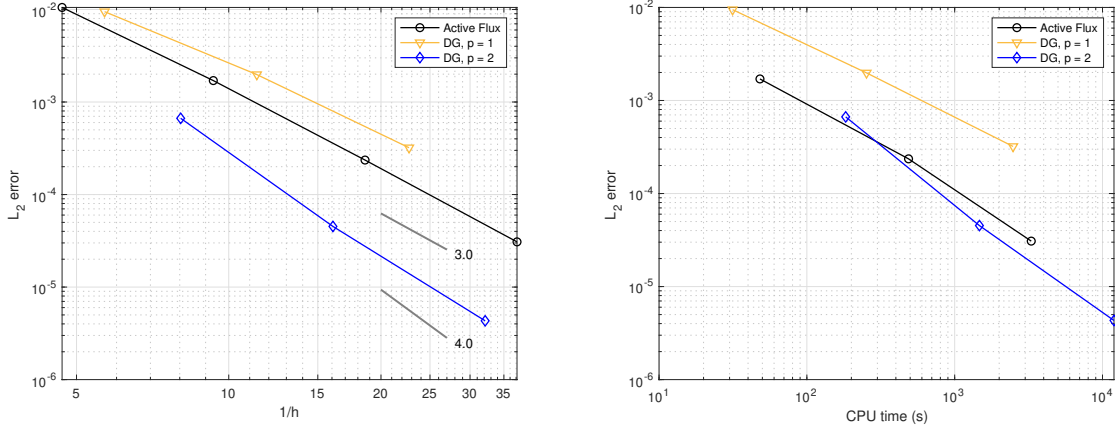 10^-2
10^-3
10^-4
10^-5
10^-6
L_2 error
5
10
15
20
25
30
35
1/h
Active Flux
DG, p = 1
DG, p = 2
3.0
4.0
10^-2
10^-3
10^-4
10^-5
10^-6
L_2 error
10^1
10^2
10^3
10^4
CPU time (s)
Active Flux
DG, p = 1
DG, p = 2